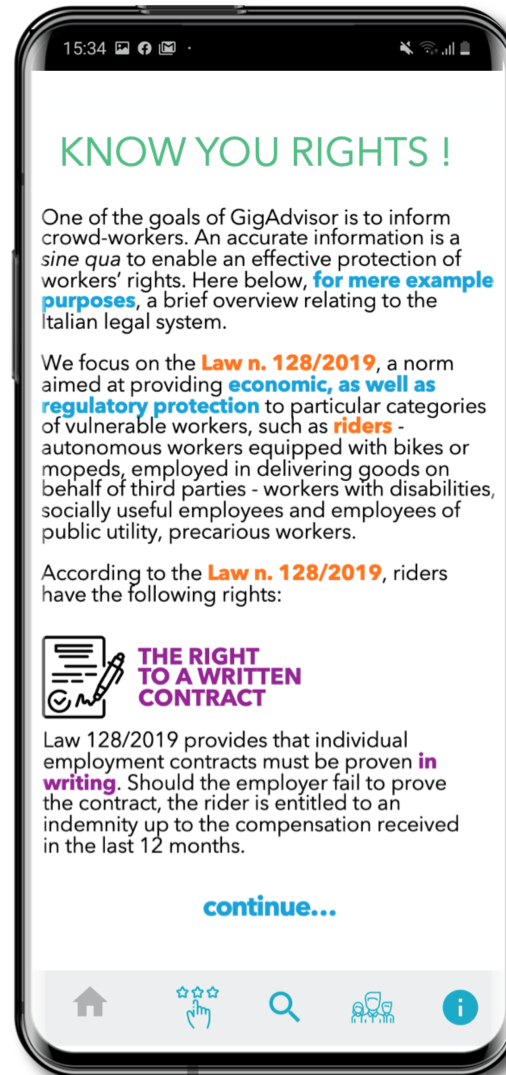 15:34
KNOW YOU RIGHTS !
One of the goals of GigAdvisor is to inform
crowd-workers. An accurate information is a
sine qua to enable an effective protection of
workers' rights. Here below, for mere example
purposes, a brief overview relating to the
Italian legal system.
We focus on the Law n. 128/2019, a norm
aimed at providing economic, as well as
regulatory protection to particular categories
of vulnerable workers, such as riders -
autonomous workers equipped with bikes or
mopeds, employed in delivering goods on
behalf of third parties - workers with disabilities,
socially useful employees and employees of
public utility, precarious workers.
According to the Law n. 128/2019, riders
have the following rights:
THE RIGHT
TO A WRITTEN
CONTRACT
Law 128/2019 provides that individual
employment contracts must be proven in
writing. Should the employer fail to prove
the contract, the rider is entitled to an
indemnity up to the compensation received
in the last 12 months.
continue...